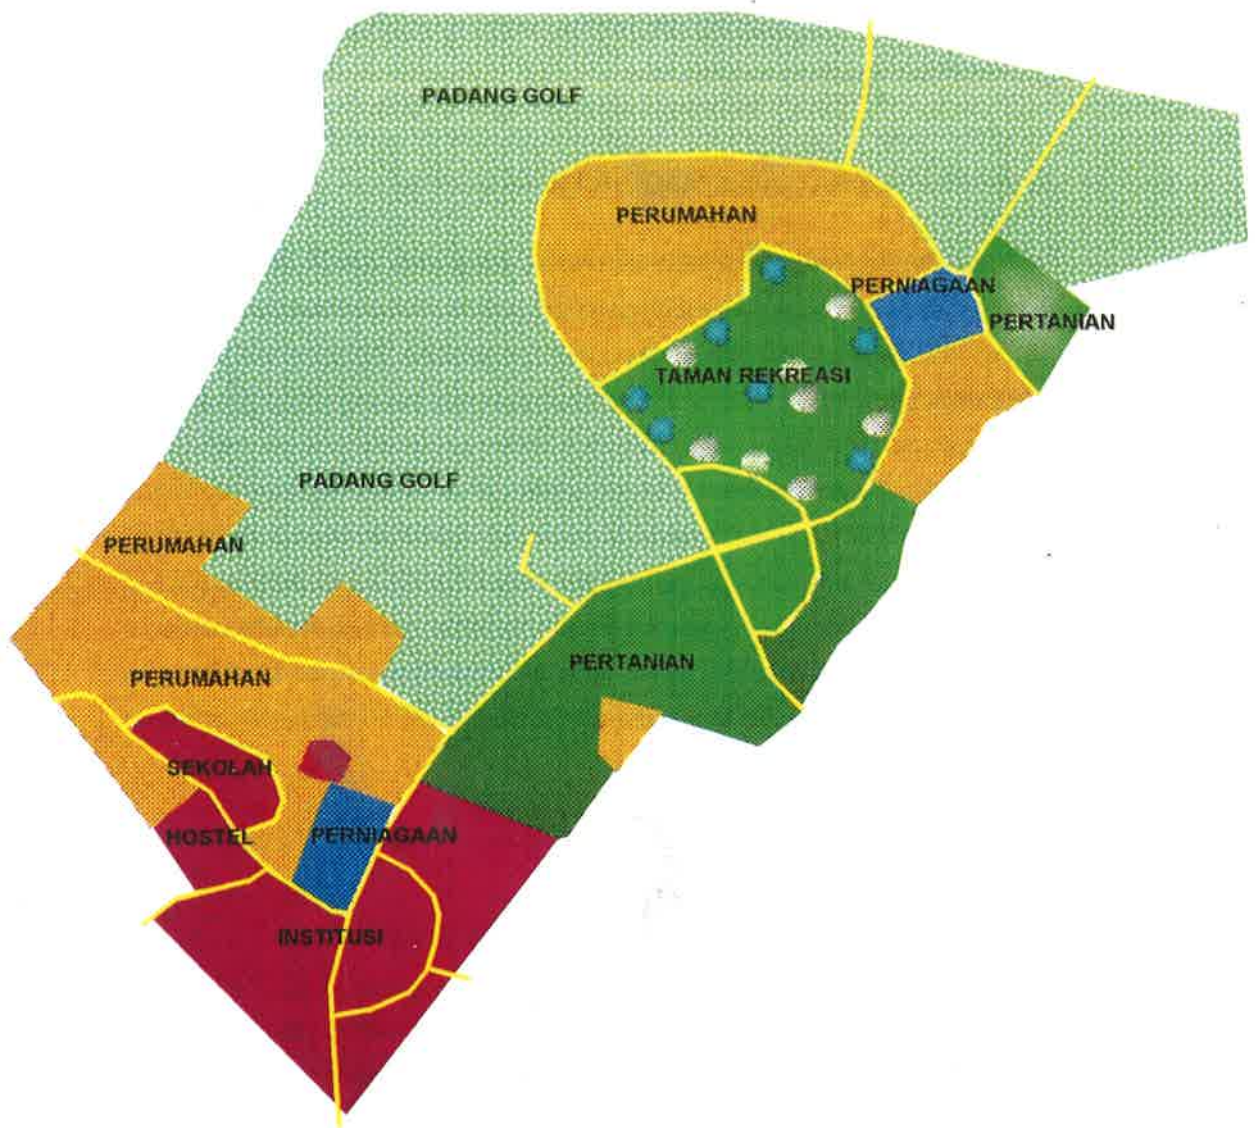 PADANG GOLF
PERUMAHAN
PERNIAGAAN
PERTANIAN
TAMAN REKREASI
PADANG GOLF
PERUMAHAN
PERTANIAN
PERUMAHAN
SEKOLAH
HOSTEL
PERNIAGAAN
INSTITUSI